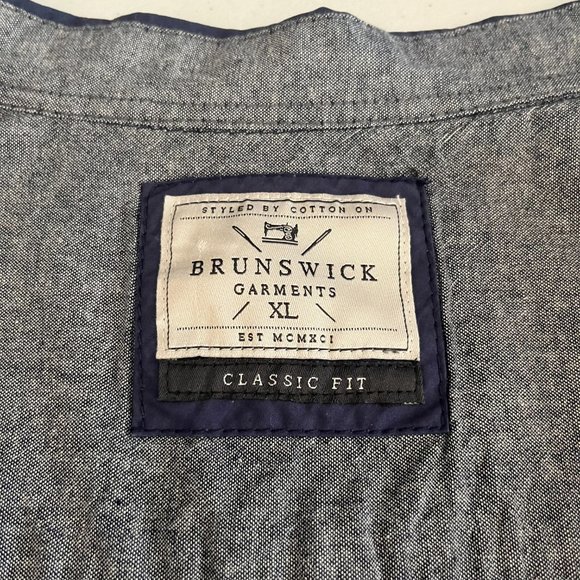 STYLED BY COTTON ON
BRUNSWICK
GARMENTS
XL
EST MCMXCI
CLASSIC FIT